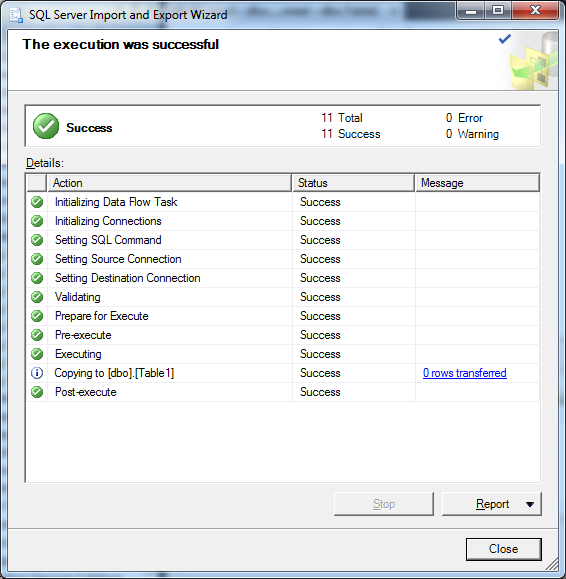 SQL Server Import and Export Wizard
The execution was successful
Success
11 Total 0 Error
11 Success 0 Warning
Details:
Action Status Message
Initializing Data Flow Task Success
Initializing Connections Success
Setting SQL Command Success
Setting Source Connection Success
Setting Destination Connection Success
Validating Success
Prepare for Execute Success
Pre-execute Success
Executing Success
Copying to [dbo].[Table1] Success 0 rows transferred
Post-execute Success
Stop Report
Close